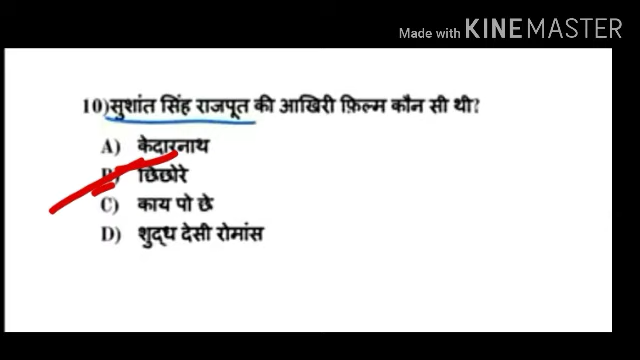 Made with KINEMASTER
10)सुशांत सिंह राजपूत की आखिरी फ़िल्म कौन सी थी?
A) केदारनाथ
B) छिछोरे
C) काय पो छे
D) शुद्ध देसी रोमांस